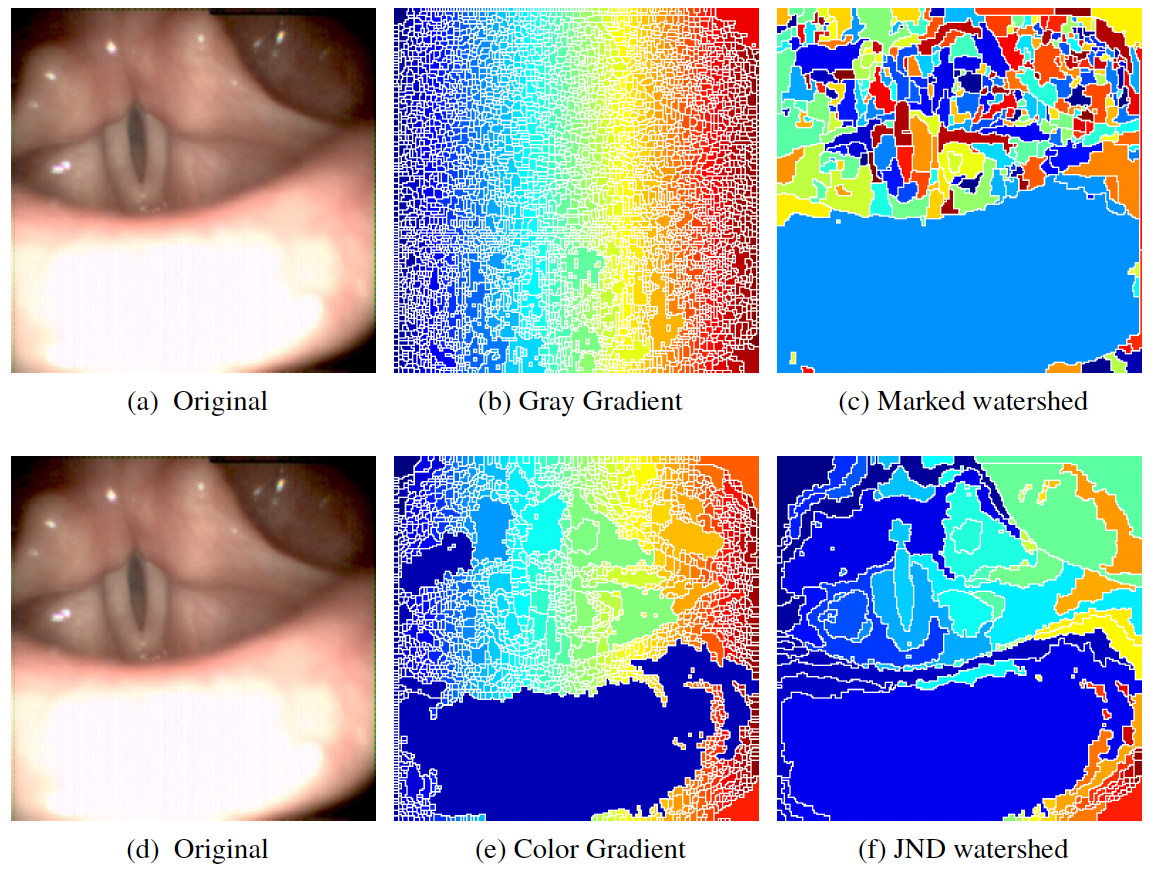 (a) Original
(b) Gray Gradient
(c) Marked watershed
(d) Original
(e) Color Gradient
(f) JND watershed